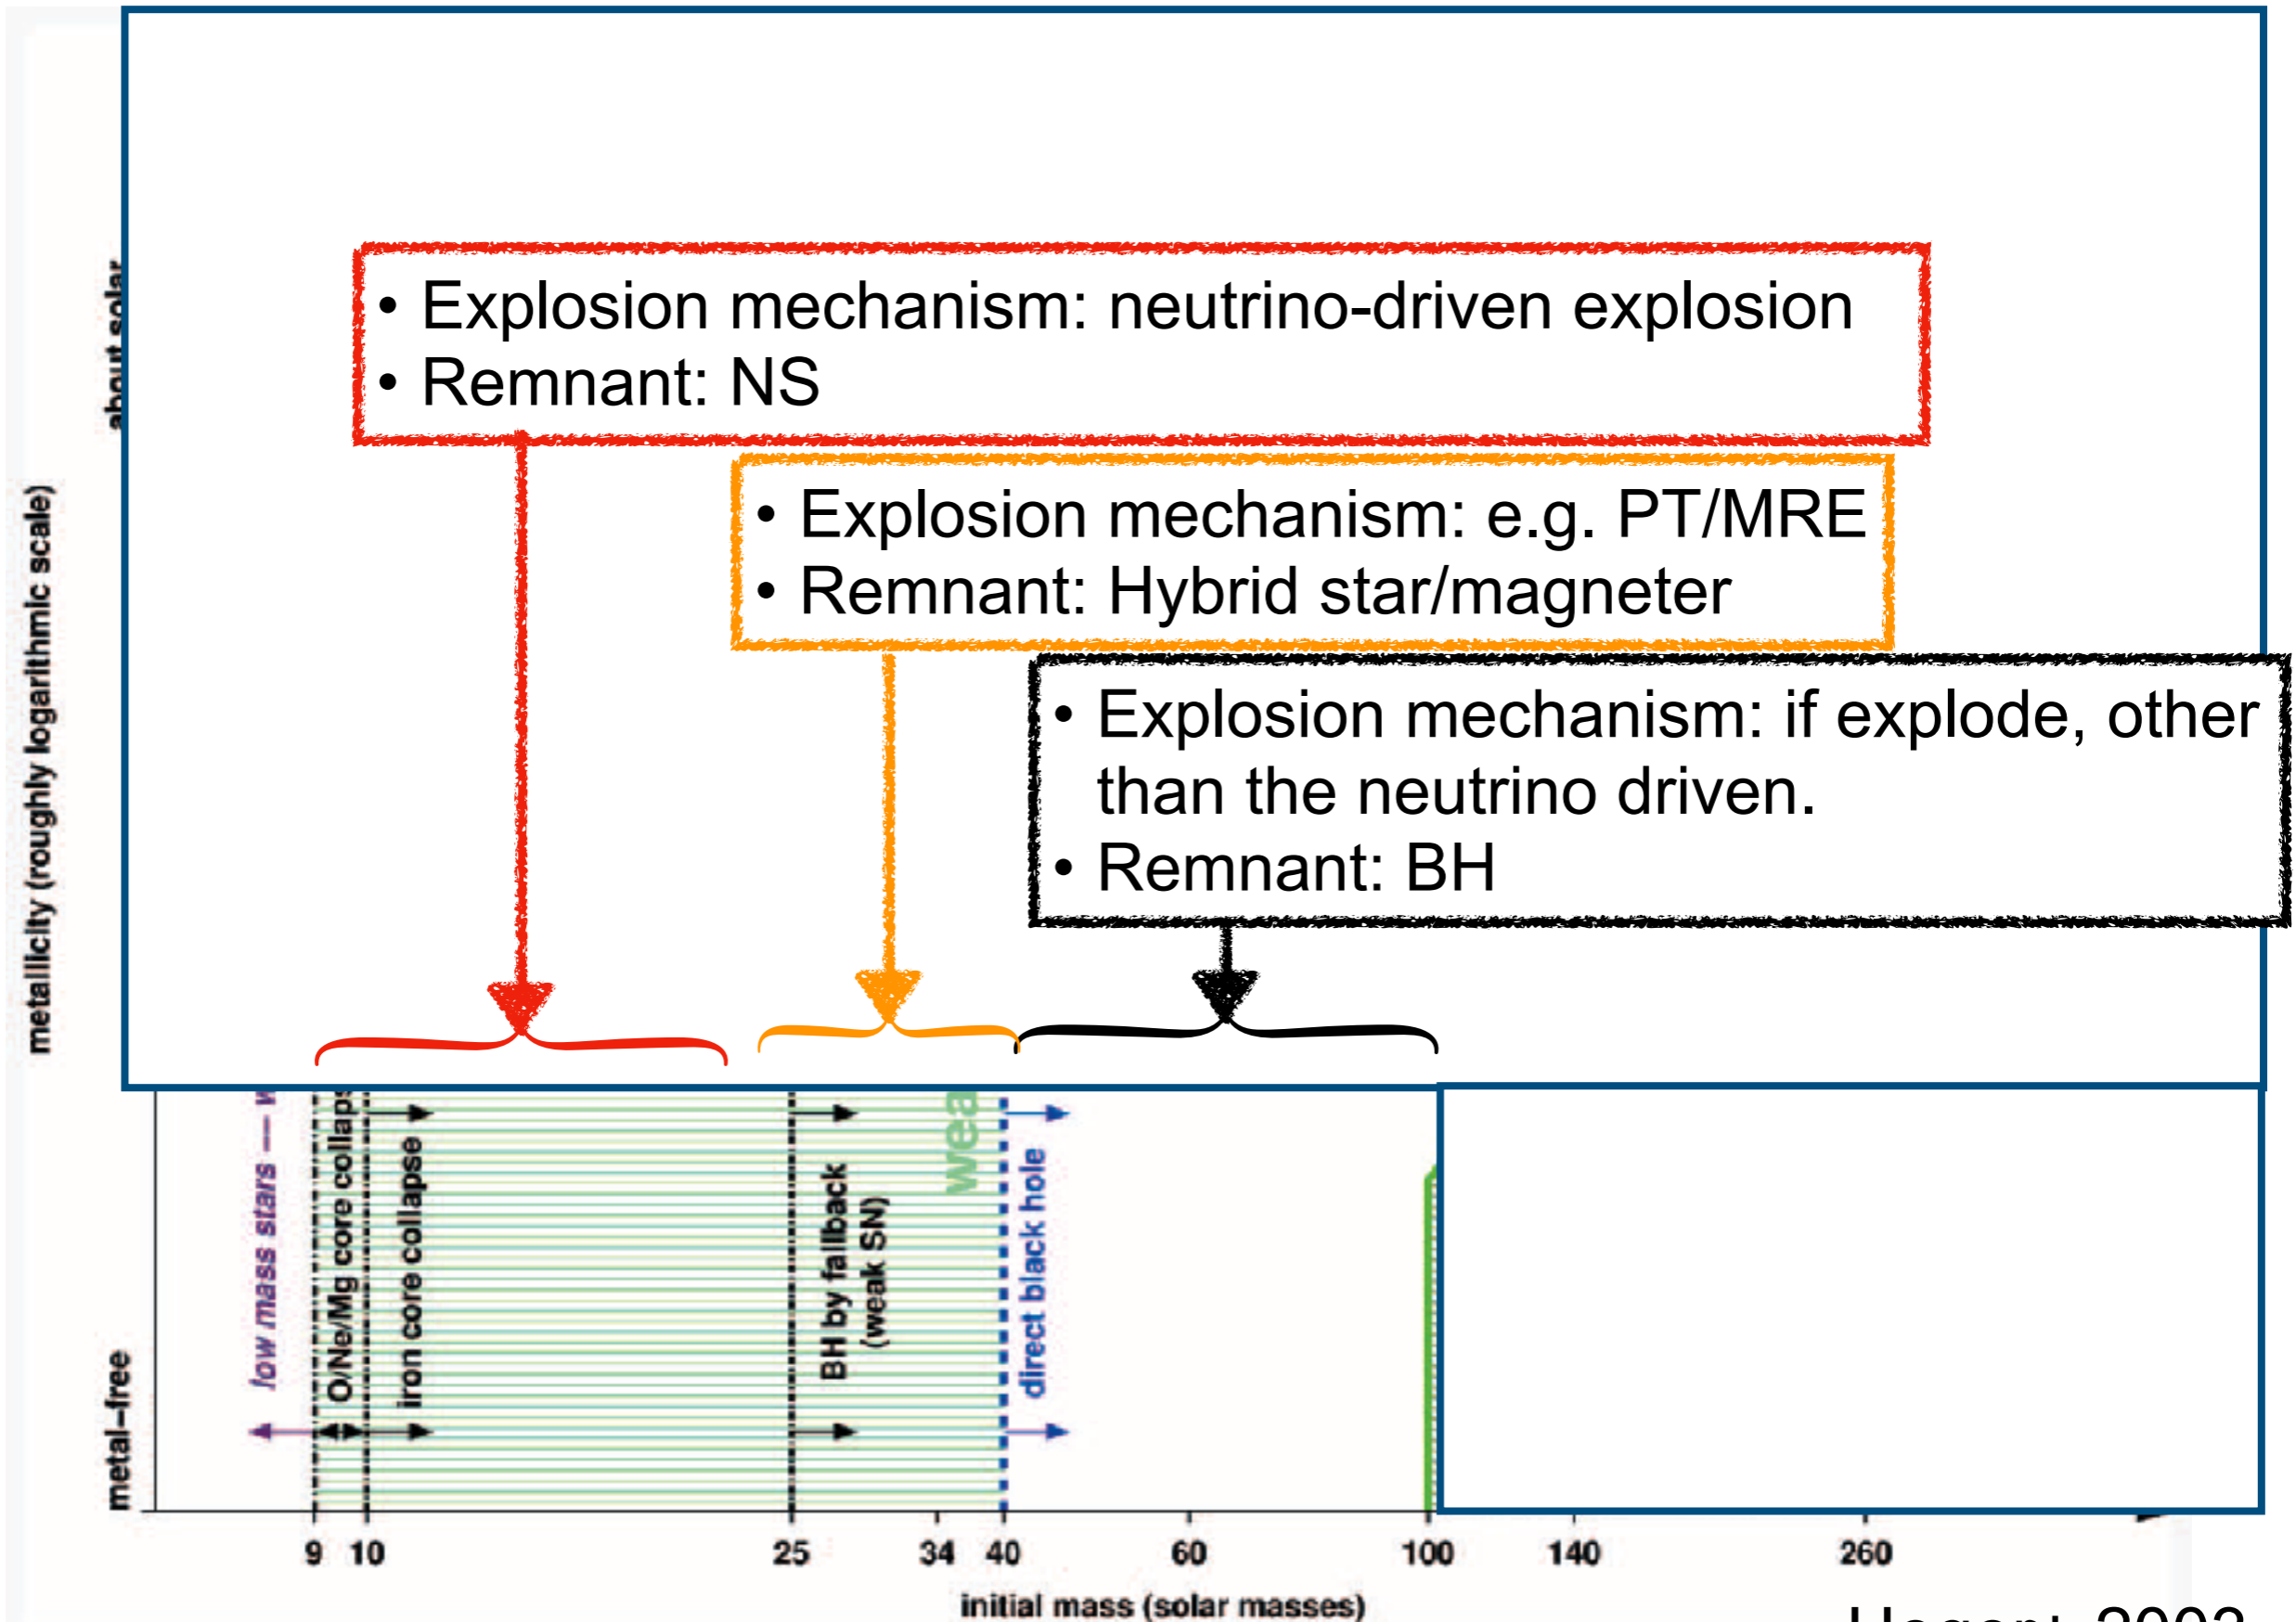 • Explosion mechanism: neutrino-driven explosion
• Remnant: NS
• Explosion mechanism: e.g. PT/MRE
• Remnant: Hybrid star/magneter
• Explosion mechanism: if explode, other
than the neutrino driven.
• Remnant: BH
metallicity (roughly logarithmic scale)
about solar
metal-free
low mass stars —
O/Ne/Mg core collaps
iron core collapse
BH by fallback
(weak SN)
wea
direct black hole
9 10 25 34 40 60 100 140 260
initial mass (solar masses)
2003